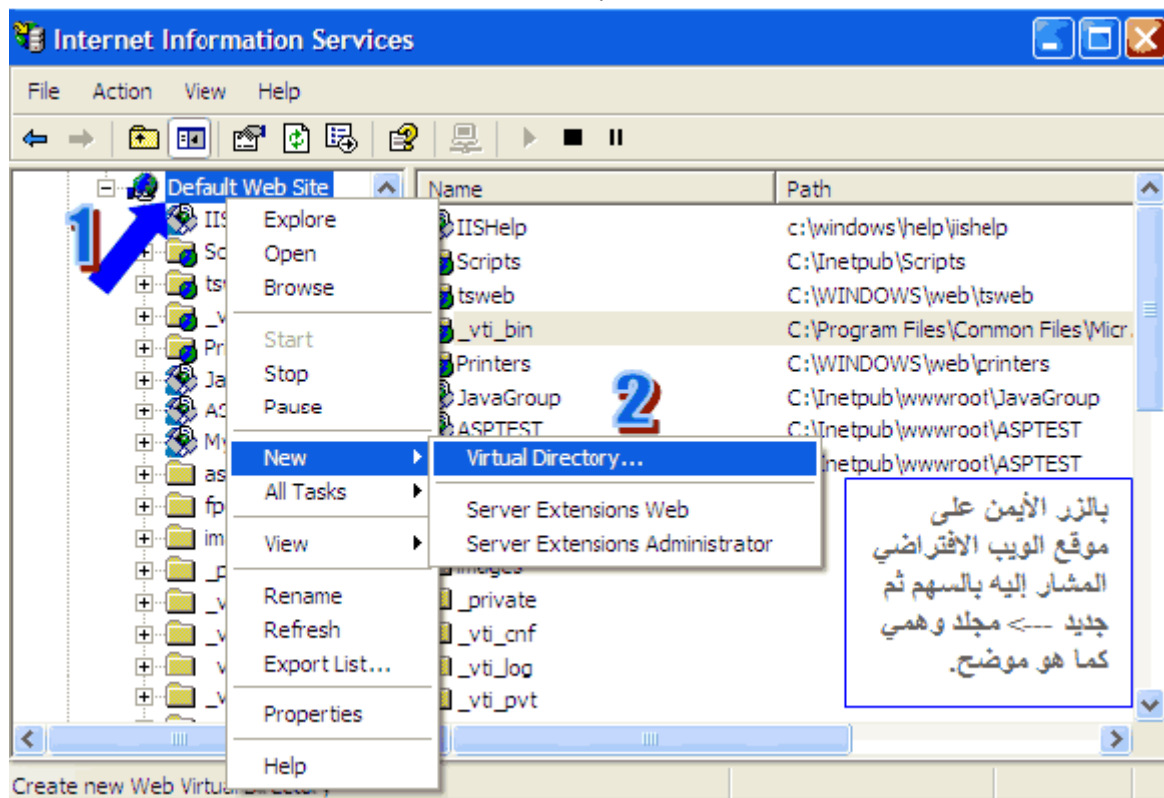 Internet Information Services
File Action View Help
Default Web Site
Name Path
1
Explore
Open
Browse
Start
Stop
Pause
New
All Tasks
View
Rename
Refresh
Export List...
Properties
Help
IISHelp c:\windows\help\iishelp
Scripts C:\Inetpub\Scripts
tsweb C:\WINDOWS\web\tsweb
_vti_bin C:\Program Files\Common Files\Micr
Printers C:\WINDOWS\web\printers
JavaGroup C:\Inetpub\wwwroot\JavaGroup
2
ASPTEST C:\Inetpub\wwwroot\ASPTEST
Inetpub\wwwroot\ASPTEST
Virtual Directory...
Server Extensions Web
Server Extensions Administrator
images
_private
_vti_cnf
_vti_log
_vti_pvt
بالزر الأيمن على
موقع الويب الافتراضي
المشار إليه بالسهم ثم
جديد ---> مجلد وهمي
كما هو موضح.
Create new Web Virtual Directory